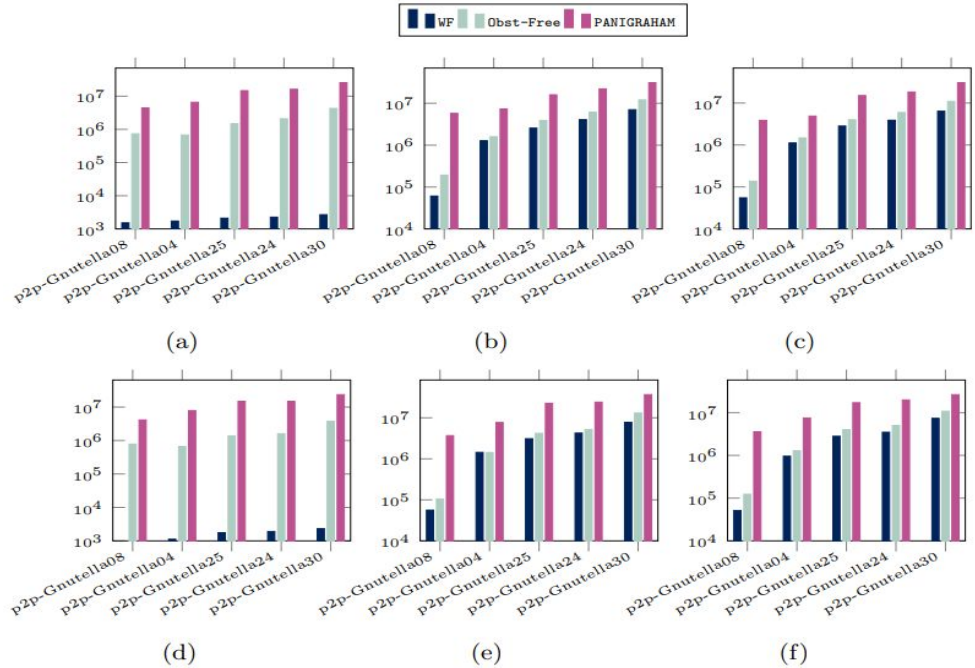 WF Obst-Free PANIGRAHAM
10^7
10^6
10^5
10^4
10^3
p2p-Gnutella08
p2p-Gnutella04
p2p-Gnutella25
p2p-Gnutella24
p2p-Gnutella30
(a)
10^7
10^6
10^5
10^4
p2p-Gnutella08
p2p-Gnutella04
p2p-Gnutella25
p2p-Gnutella24
p2p-Gnutella30
(b)
10^7
10^6
10^5
10^4
p2p-Gnutella08
p2p-Gnutella04
p2p-Gnutella25
p2p-Gnutella24
p2p-Gnutella30
(c)
10^7
10^6
10^5
10^4
10^3
p2p-Gnutella08
p2p-Gnutella04
p2p-Gnutella25
p2p-Gnutella24
p2p-Gnutella30
(d)
10^7
10^6
10^5
10^4
p2p-Gnutella08
p2p-Gnutella04
p2p-Gnutella25
p2p-Gnutella24
p2p-Gnutella30
(e)
10^7
10^6
10^5
10^4
p2p-Gnutella08
p2p-Gnutella04
p2p-Gnutella25
p2p-Gnutella24
p2p-Gnutella30
(f)